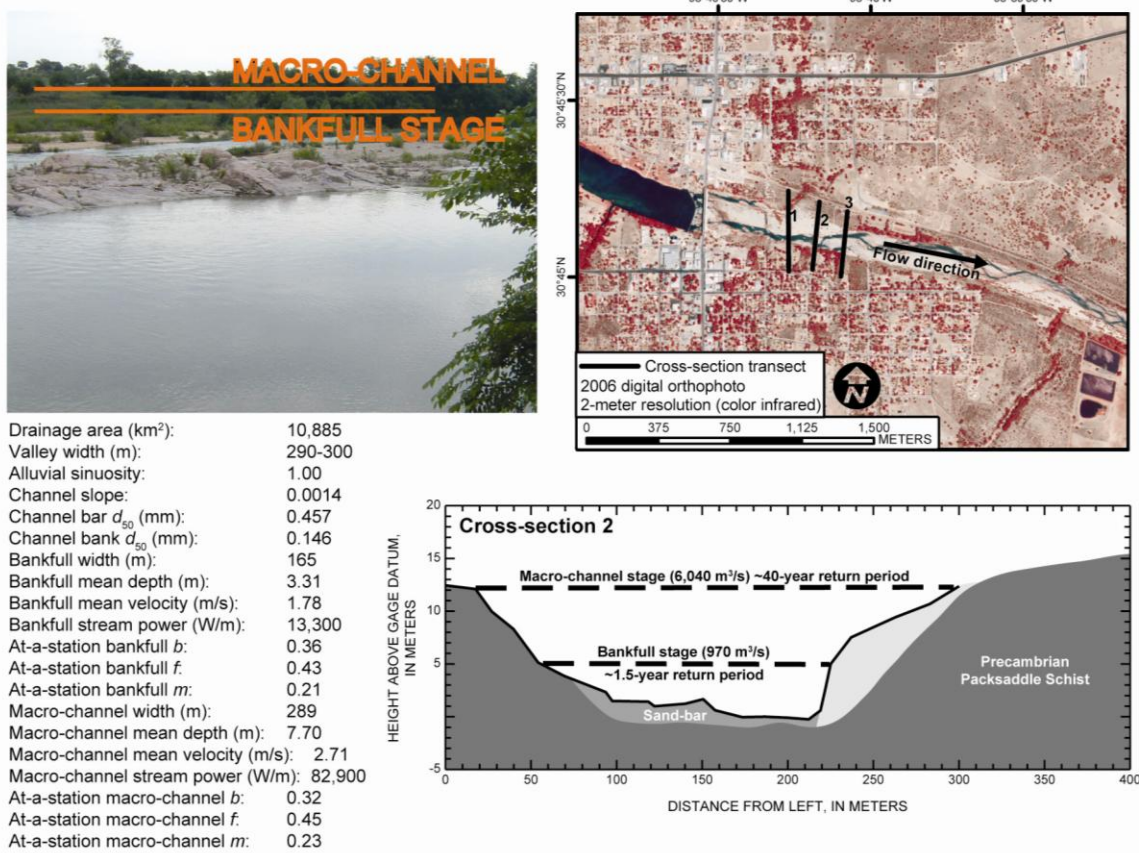 MACRO-CHANNEL
BANKFULL STAGE
30°45'30"N
30°45'N
1
2
3
Flow direction
Cross-section transect
2006 digital orthophoto
2-meter resolution (color infrared)
N
0 375 750 1,125 1,500
METERS
Drainage area (km²): 10,885
Valley width (m): 290-300
Alluvial sinuosity: 1.00
Channel slope: 0.0014
Channel bar d50 (mm): 0.457
Channel bank d50 (mm): 0.146
Bankfull width (m): 165
Bankfull mean depth (m): 3.31
Bankfull mean velocity (m/s): 1.78
Bankfull stream power (W/m): 13,300
At-a-station bankfull b: 0.36
At-a-station bankfull f: 0.43
At-a-station bankfull m: 0.21
Macro-channel width (m): 289
Macro-channel mean depth (m): 7.70
Macro-channel mean velocity (m/s): 2.71
Macro-channel stream power (W/m): 82,900
At-a-station macro-channel b: 0.32
At-a-station macro-channel f: 0.45
At-a-station macro-channel m: 0.23
HEIGHT ABOVE GAGE DATUM,
IN METERS
20
15
10
5
0
-5
Cross-section 2
Macro-channel stage (6,040 m³/s) ~40-year return period
Bankfull stage (970 m³/s)
~1.5-year return period
Sand-bar
Precambrian
Packsaddle Schist
0 50 100 150 200 250 300 350 400
DISTANCE FROM LEFT, IN METERS